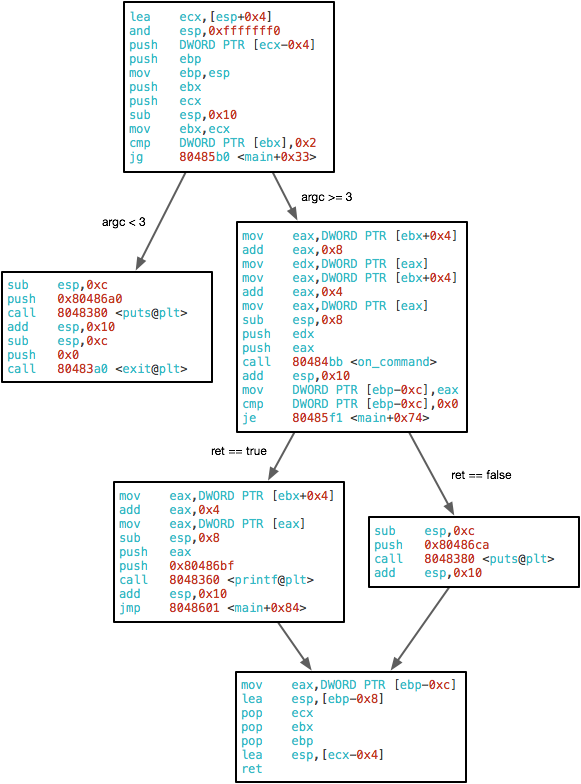 lea ecx,[esp+0x4]
and esp,0xfffffff0
push DWORD PTR [ecx-0x4]
push ebp
mov ebp,esp
push ebx
push ecx
sub esp,0x10
mov ebx,ecx
cmp DWORD PTR [ebx],0x2
jg 80485b0 <main+0x33>
argc < 3
argc >= 3
sub esp,0xc
push 0x80486a0
call 8048380 <puts@plt>
add esp,0x10
sub esp,0xc
push 0x0
call 80483a0 <exit@plt>
mov eax,DWORD PTR [ebx+0x4]
add eax,0x8
mov edx,DWORD PTR [eax]
mov eax,DWORD PTR [ebx+0x4]
add eax,0x4
mov eax,DWORD PTR [eax]
sub esp,0x8
push edx
push eax
call 80484bb <on_command>
add esp,0x10
mov DWORD PTR [ebp-0xc],eax
cmp DWORD PTR [ebp-0xc],0x0
je 80485f1 <main+0x74>
ret == true
ret == false
mov eax,DWORD PTR [ebx+0x4]
add eax,0x4
mov eax,DWORD PTR [eax]
sub esp,0x8
push eax
push 0x80486bf
call 8048360 <printf@plt>
add esp,0x10
jmp 8048601 <main+0x84>
sub esp,0xc
push 0x80486ca
call 8048380 <puts@plt>
add esp,0x10
mov eax,DWORD PTR [ebp-0xc]
lea esp,[ebp-0x8]
pop ecx
pop ebx
pop ebp
lea esp,[ecx-0x4]
ret